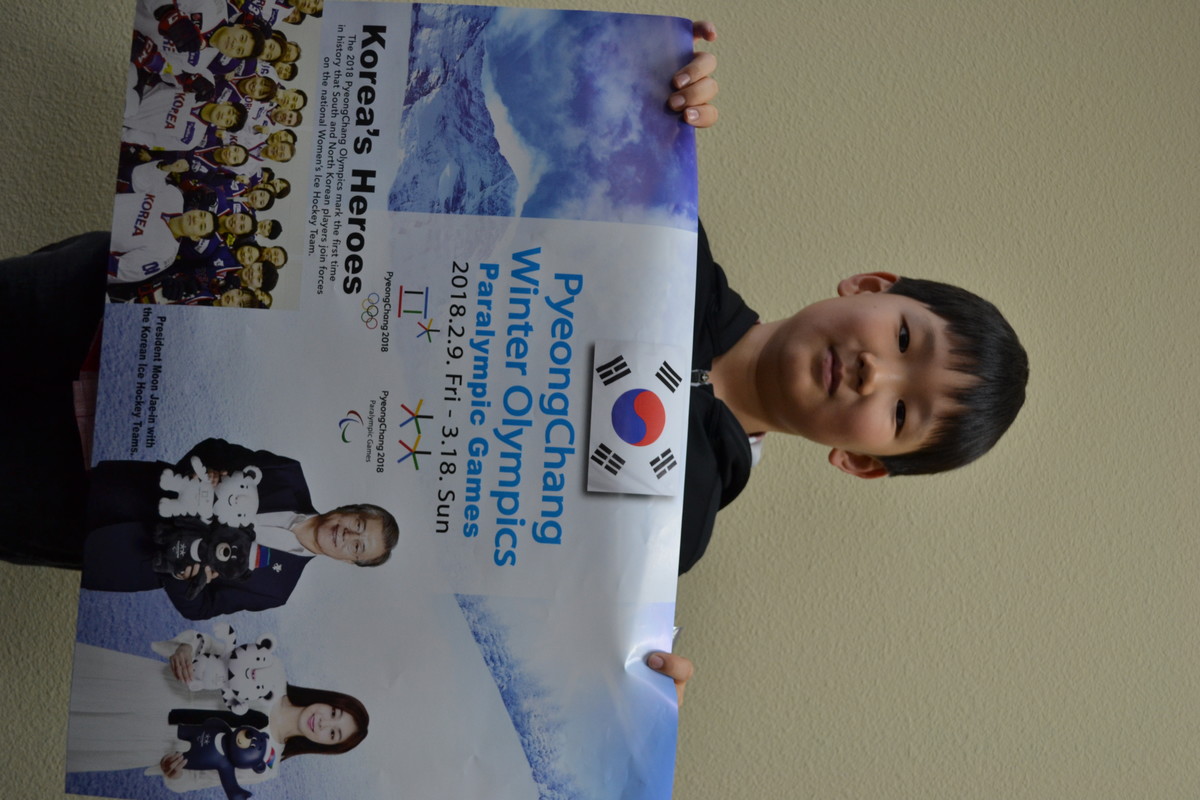 PyeongChang
Winter Olympics
Paralympic Games
2018.2.9. Fri - 3.18. Sun
PyeongChang 2018
PyeongChang 2018
Paralympic Games
Korea's Heroes
The 2018 PyeongChang Olympics mark the first time
in history that South and North Korean players join forces
on the national Women's Ice Hockey Team.
KOREA
KOREA
President Moon Jae-in with
the Korean Ice Hockey Teams.